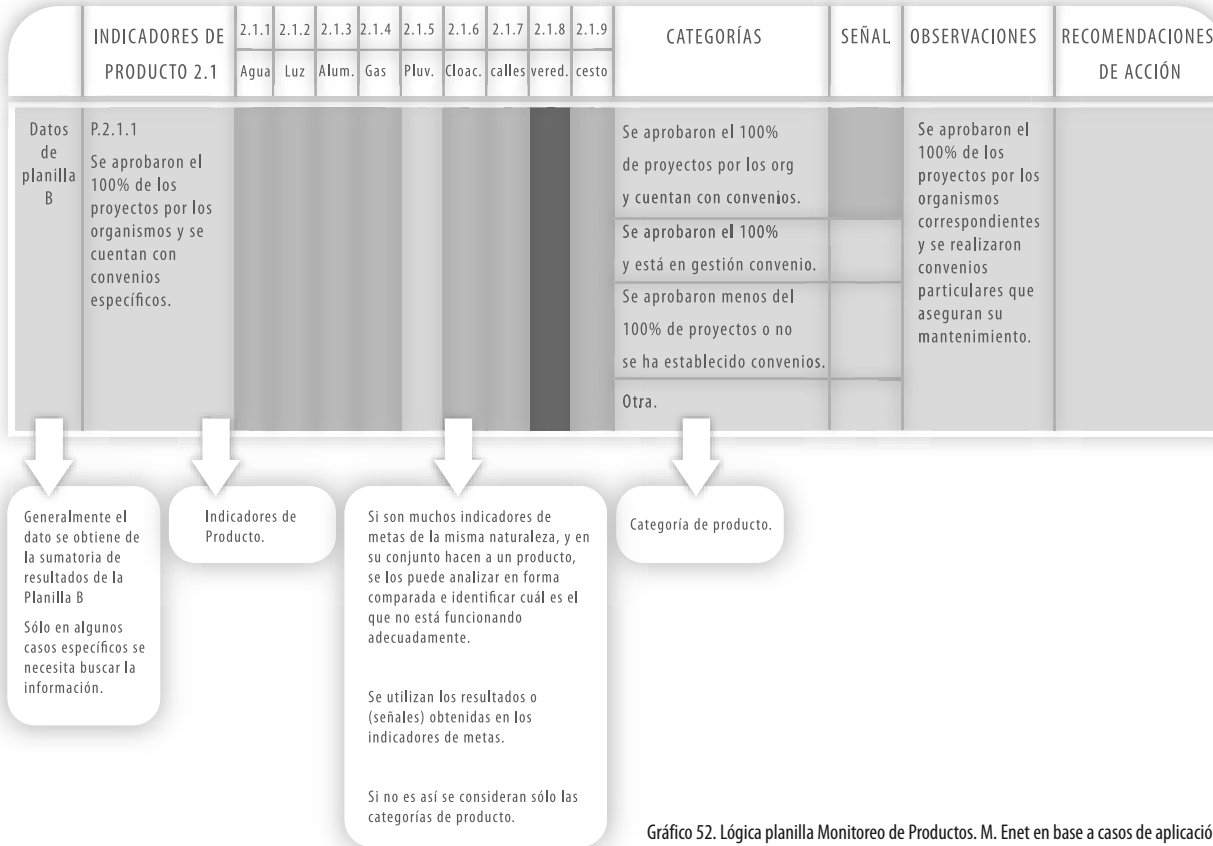 INDICADORES DE
PRODUCTO 2.1
2.1.1 2.1.2 2.1.3 2.1.4 2.1.5 2.1.6 2.1.7 2.1.8 2.1.9
Agua Luz Alum. Gas Pluv. Cloac. calles vered. cesto
CATEGORÍAS
SEÑAL
OBSERVACIONES
RECOMENDACIONES
DE ACCIÓN
Datos
de
planilla
B
P.2.1.1
Se aprobaron el
100% de los
proyectos por los
organismos y se
cuentan con
convenios
específicos.
Se aprobaron el 100%
de proyectos por los org
y cuentan con convenios.
Se aprobaron el 100%
y está en gestión convenio.
Se aprobaron menos del
100% de proyectos o no
se ha establecido convenios.
Otra.
Se aprobaron el
100% de los
proyectos por los
organismos
correspondientes
y se realizaron
convenios
particulares que
aseguran su
mantenimiento.
Generalmente el
dato se obtiene de
la sumatoria de
resultados de la
Planilla B
Sólo en algunos
casos específicos se
necesita buscar la
información.
Indicadores de
Producto.
Si son muchos indicadores de
metas de la misma naturaleza, y en
su conjunto hacen a un producto,
se los puede analizar en forma
comparada e identificar cuál es el
que no está funcionando
adecuadamente.
Se utilizan los resultados o
(señales) obtenidas en los
indicadores de metas.
Si no es así se consideran sólo las
categorías de producto.
Categoría de producto.
Gráfico 52. Lógica planilla Monitoreo de Productos. M. Enet en base a casos de aplicació